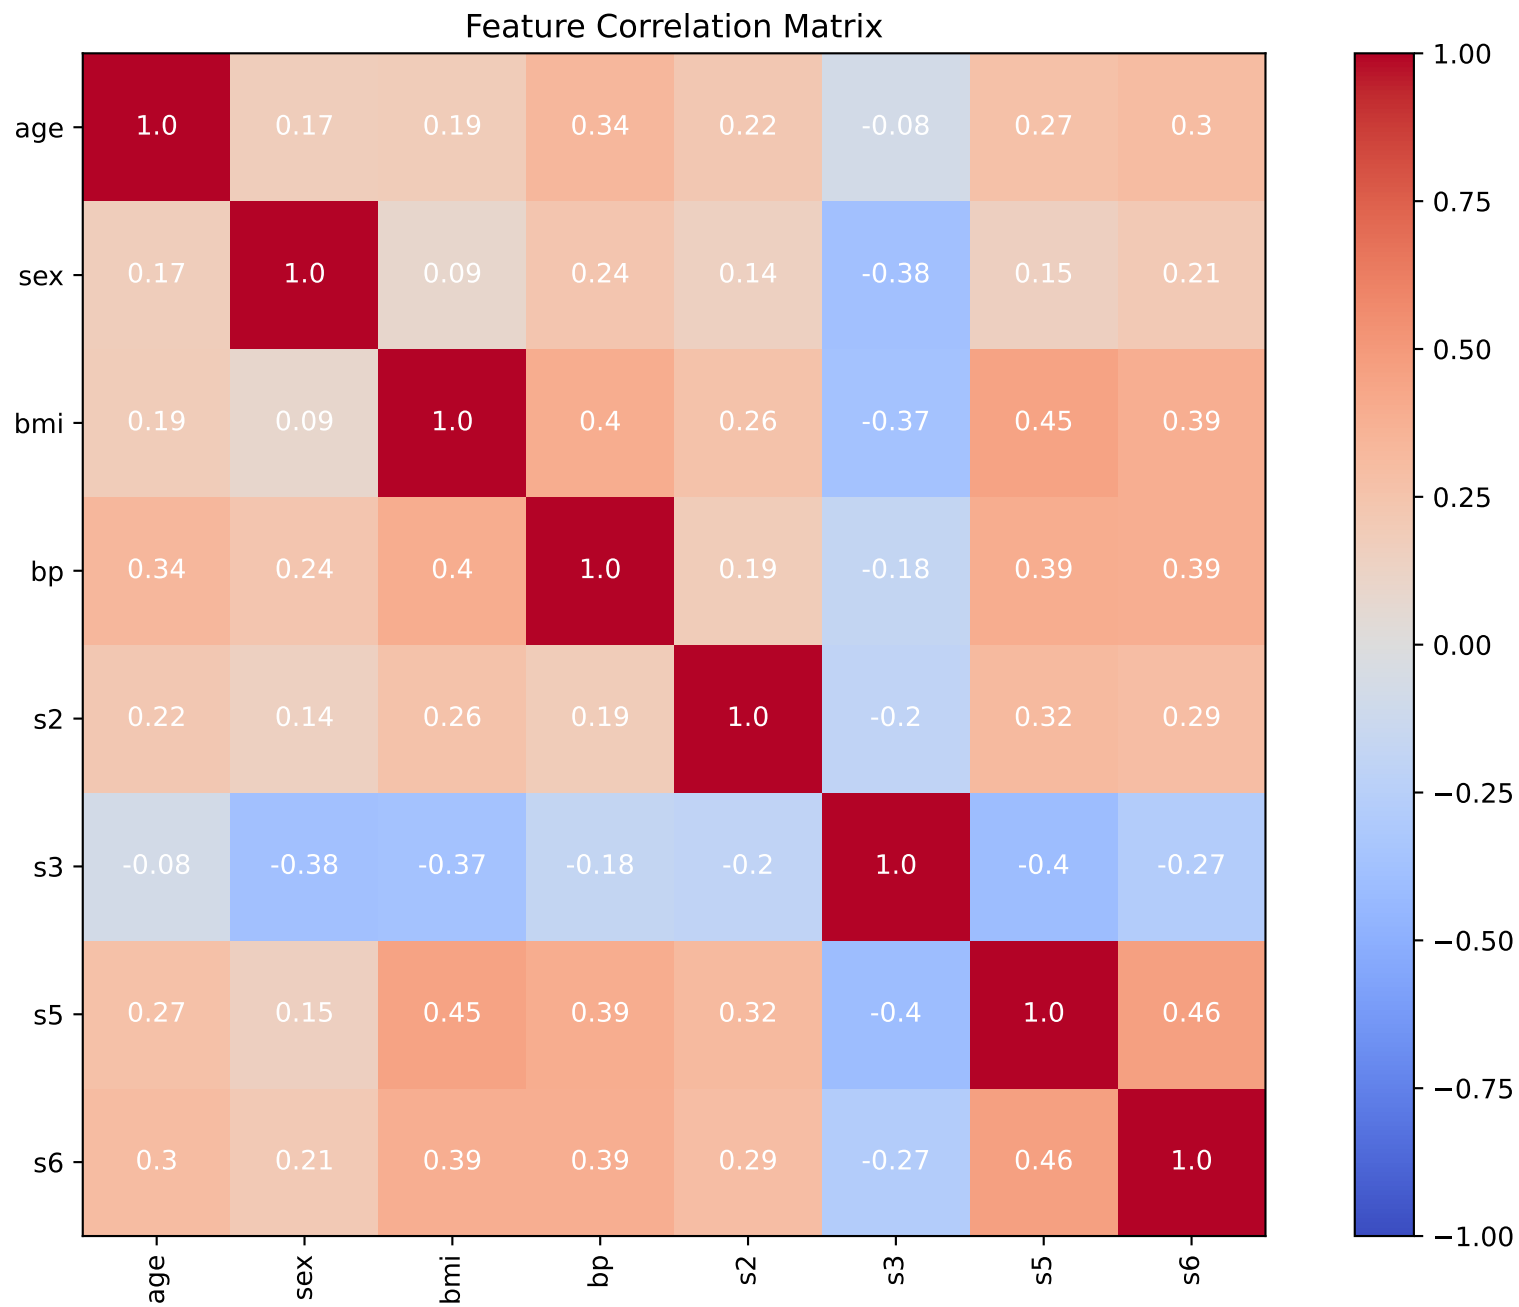 Feature Correlation Matrix
age 1.0 0.17 0.19 0.34 0.22 -0.08 0.27 0.3
sex 0.17 1.0 0.09 0.24 0.14 -0.38 0.15 0.21
bmi 0.19 0.09 1.0 0.4 0.26 -0.37 0.45 0.39
bp 0.34 0.24 0.4 1.0 0.19 -0.18 0.39 0.39
s2 0.22 0.14 0.26 0.19 1.0 -0.2 0.32 0.29
s3 -0.08 -0.38 -0.37 -0.18 -0.2 1.0 -0.4 -0.27
s5 0.27 0.15 0.45 0.39 0.32 -0.4 1.0 0.46
s6 0.3 0.21 0.39 0.39 0.29 -0.27 0.46 1.0
age sex bmi bp s2 s3 s5 s6
1.00
0.75
0.50
0.25
0.00
−0.25
−0.50
−0.75
−1.00